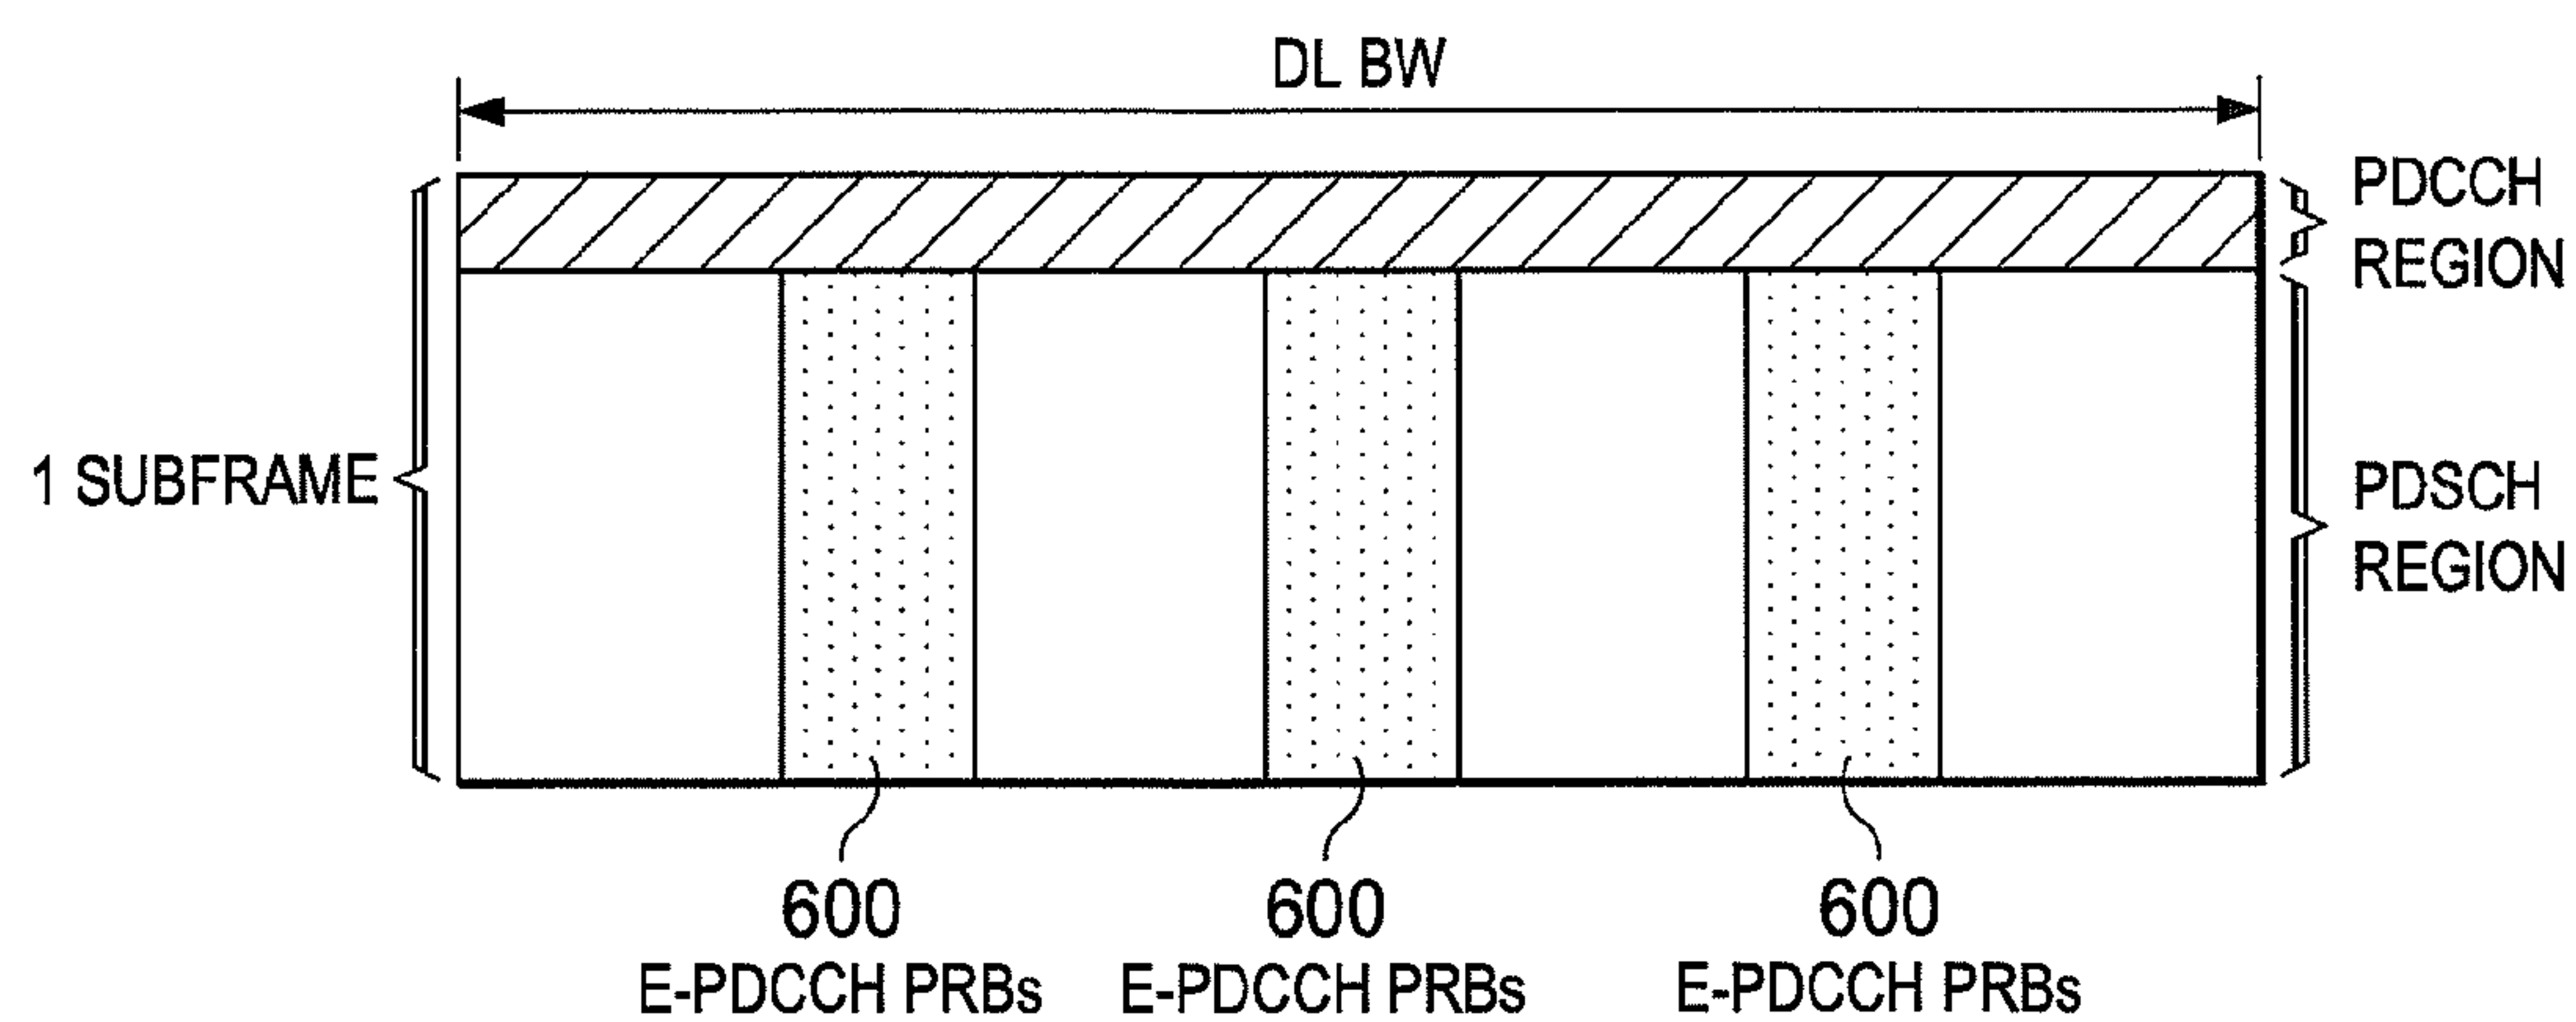 DL BW
PDCCH
REGION
1 SUBFRAME
PDSCH
REGION
600
E-PDCCH PRBs
600
E-PDCCH PRBs
600
E-PDCCH PRBs